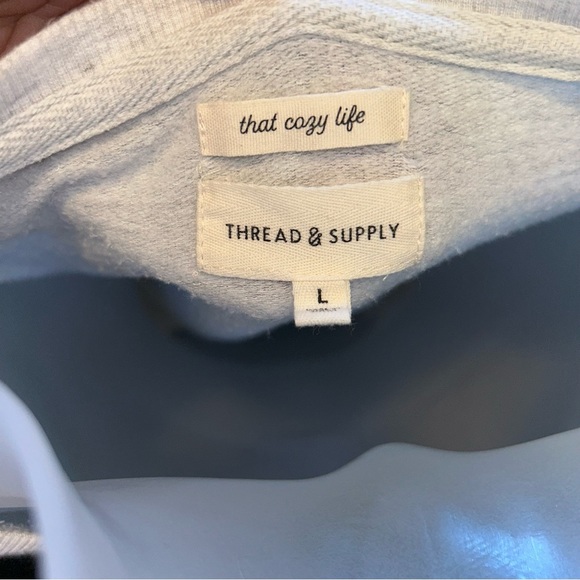 that cozy life
THREAD & SUPPLY
L